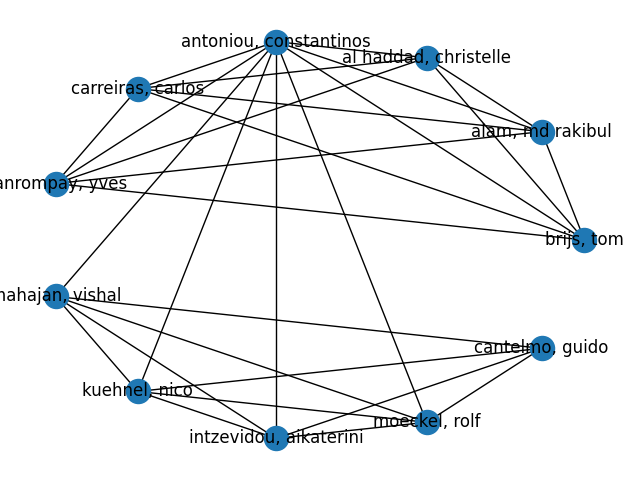 antoniou, constantinos
al haddad, christelle
carreiras, carlos
alam, md rakibul
anrompay, yves
brijs, tom
mahajan, vishal
cantelmo, guido
kuehnel, nico
moeckel, rolf
intzevidou, aikaterini